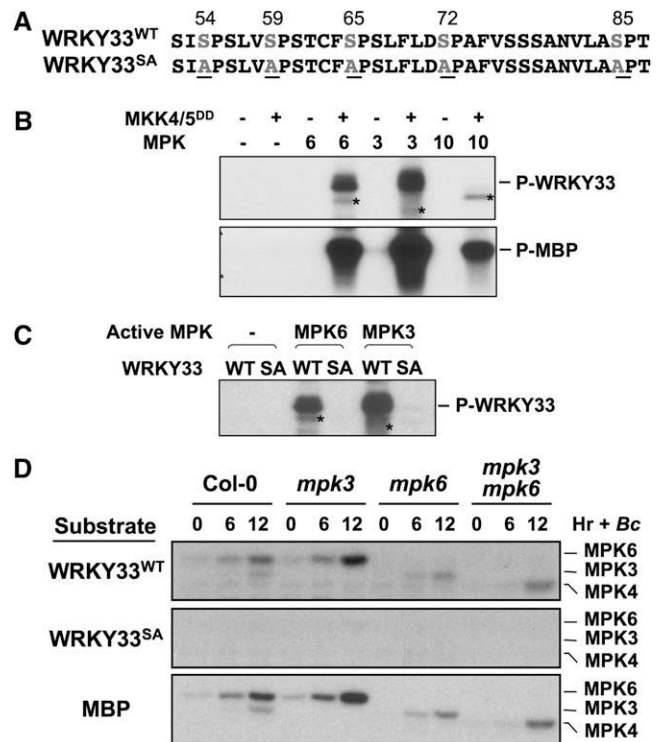 A
54 59 65 72 85
WRKY33WT SISPSLVSPSTCFSPSLFLDSPAFVSSSSANVLASPT
WRKY33SA SIAPSLVAPSTCFAPSLFLDAPAFVSSSSANVLAAPT
B
MKK4/5DD - + - + - + - +
MPK - - 6 6 3 3 10 10
P-WRKY33
* * *
P-MBP
C
Active MPK - MPK6 MPK3
WRKY33 WT SA WT SA WT SA
P-WRKY33
* *
D
Col-0 mpk3 mpk6 mpk3 mpk6
Substrate 0 6 12 0 6 12 0 6 12 0 6 12 Hr + Bc
WRKY33WT
MPK6
MPK3
MPK4
WRKY33SA
MPK6
MPK3
MPK4
MBP
MPK6
MPK3
MPK4